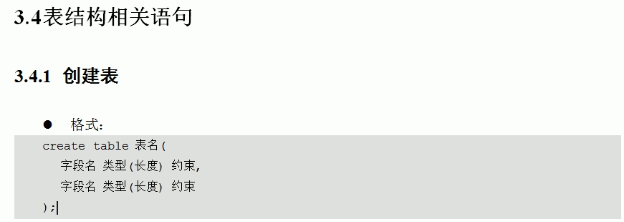 3.4表结构相关语句
3.4.1 创建表
● 格式：
create table 表名(
字段名 类型(长度) 约束,
字段名 类型(长度) 约束
);